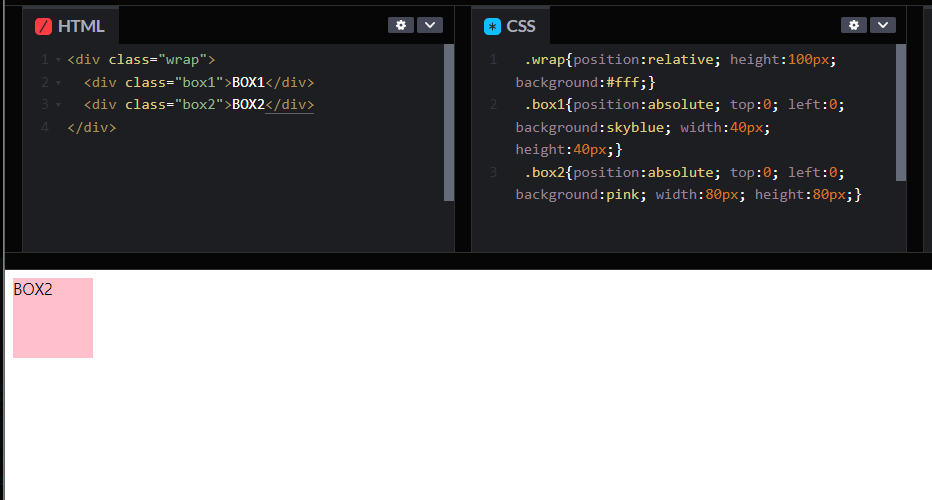 HTML
1 <div class="wrap">
2 <div class="box1">BOX1</div>
3 <div class="box2">BOX2</div>
4 </div>
CSS
1 .wrap{position:relative; height:100px;
background:#fff;}
2 .box1{position:absolute; top:0; left:0;
background:skyblue; width:40px;
height:40px;}
3 .box2{position:absolute; top:0; left:0;
background:pink; width:80px; height:80px;}
BOX2